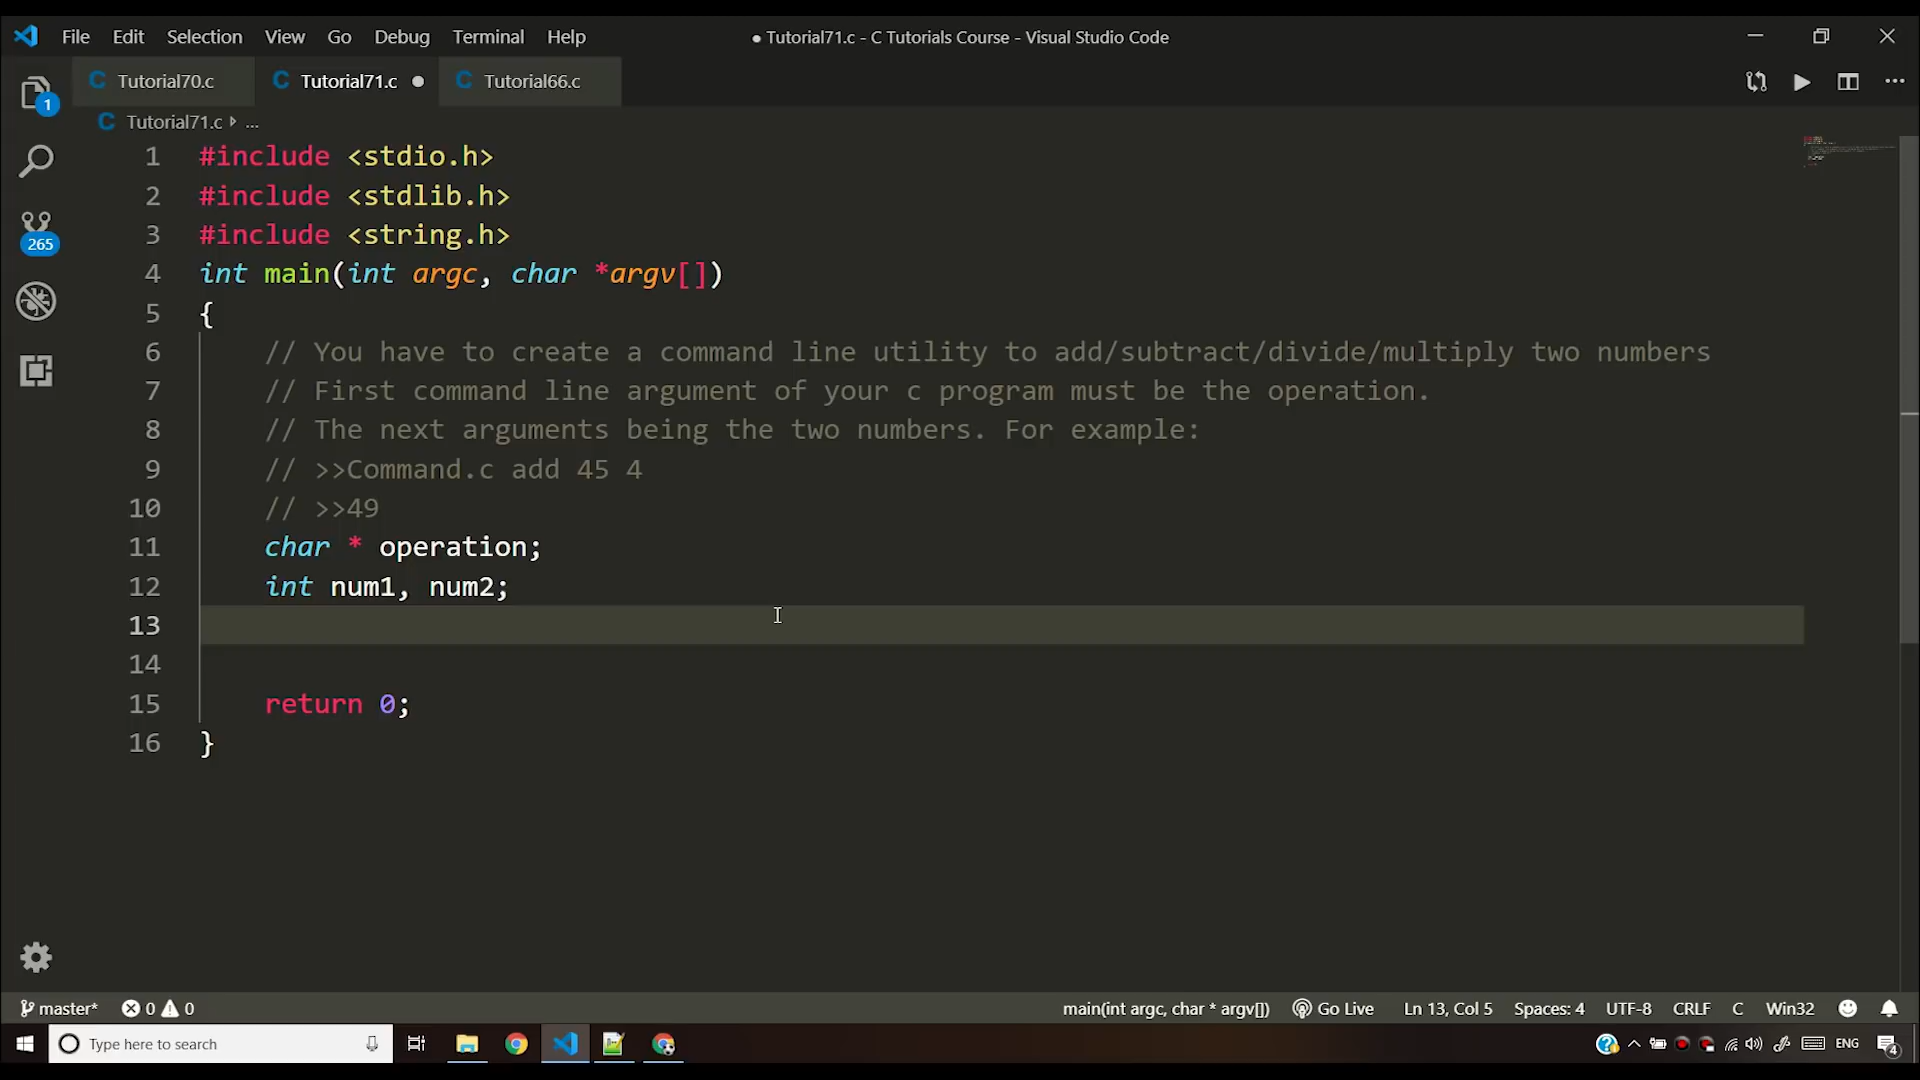 File Edit Selection View Go Debug Terminal Help
● Tutorial71.c - C Tutorials Course - Visual Studio Code
C Tutorial70.c
C Tutorial71.c ●
C Tutorial66.c
1
C Tutorial71.c ...
265
1 #include <stdio.h>
2 #include <stdlib.h>
3 #include <string.h>
4 int main(int argc, char *argv[])
5 {
6 // You have to create a command line utility to add/subtract/divide/multiply two numbers
7 // First command line argument of your c program must be the operation.
8 // The next arguments being the two numbers. For example:
9 // >>Command.c add 45 4
10 // >>49
11 char * operation;
12 int num1, num2;
13
14
15 return 0;
16 }
master* 0 0 main(int argc, char * argv[]) Go Live Ln 13, Col 5 Spaces: 4 UTF-8 CRLF C Win32
Type here to search
ENG 4